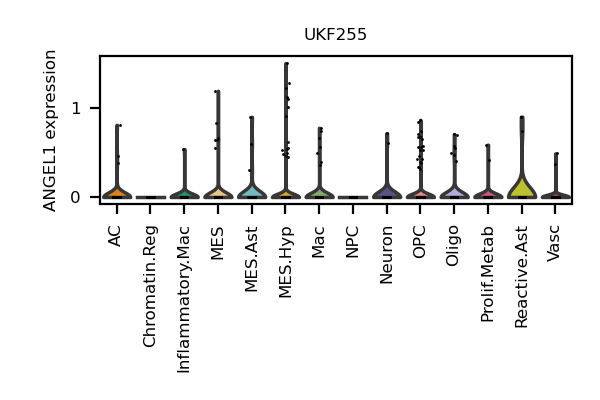 UKF255
ANGEL1 expression
1
0
AC
Chromatin.Reg
Inflammatory.Mac
MES
MES.Ast
MES.Hyp
Mac
NPC
Neuron
OPC
Oligo
Prolif.Metab
Reactive.Ast
Vasc